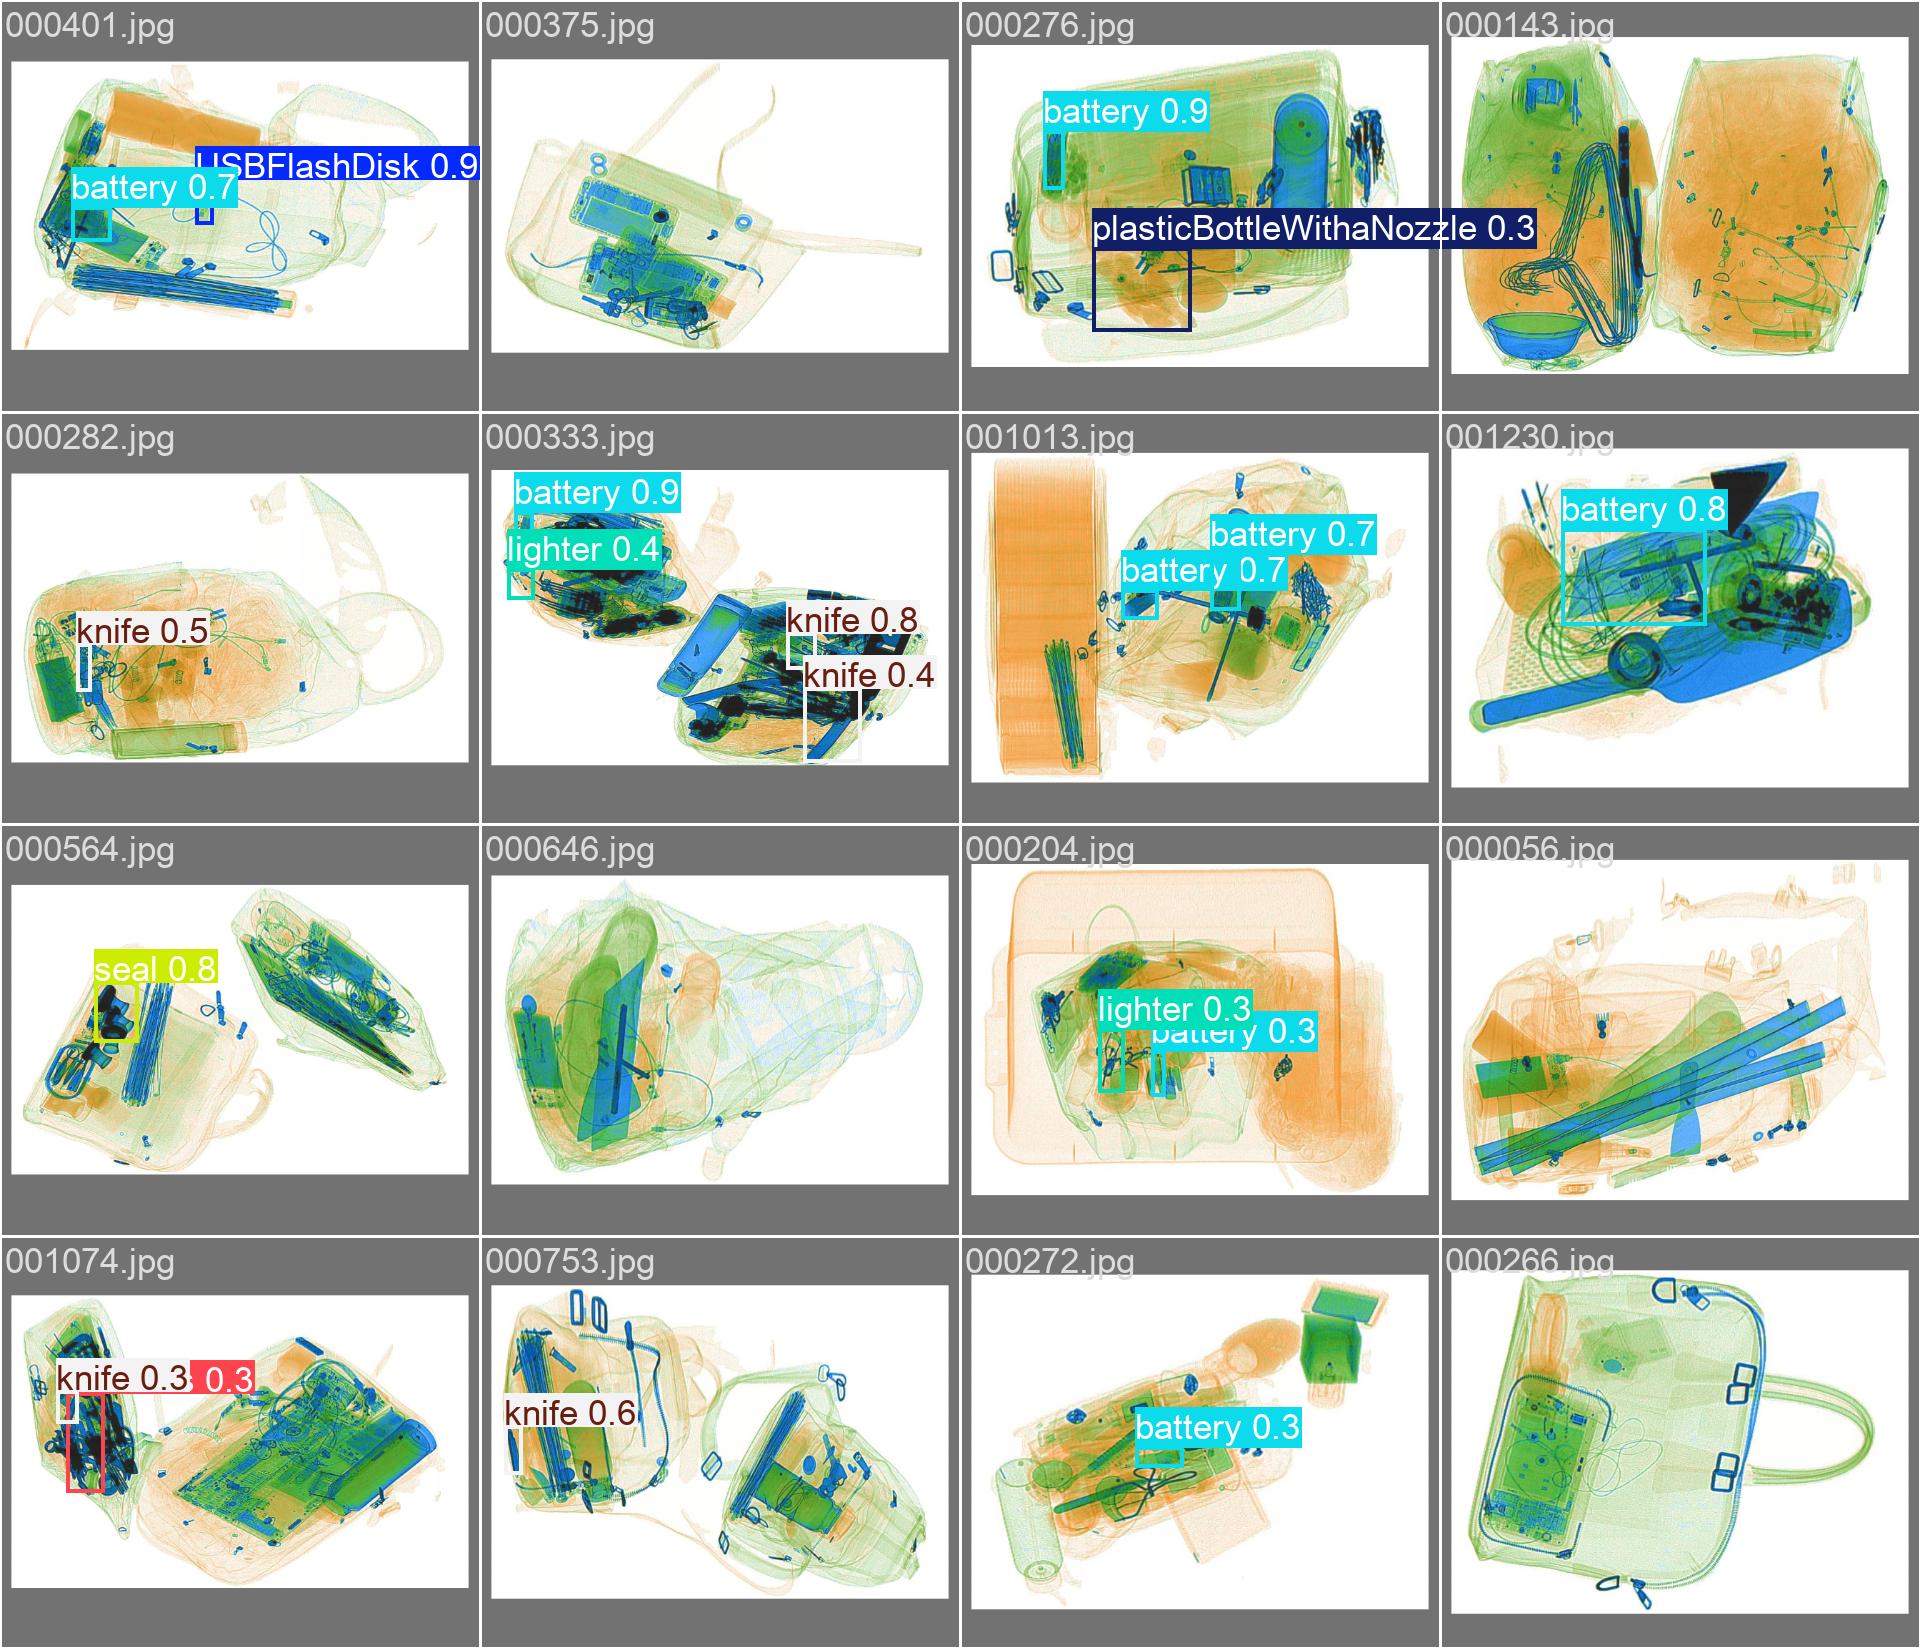 000401.jpg
000375.jpg
000276.jpg
000143.jpg
battery 0.9
USBFlashDisk 0.9
battery 0.7
plasticBottleWithaNozzle 0.3
000282.jpg
000333.jpg
001013.jpg
001230.jpg
battery 0.9
battery 0.8
battery 0.7
lighter 0.4
battery 0.7
knife 0.5
knife 0.8
knife 0.4
000564.jpg
000646.jpg
000204.jpg
000056.jpg
seal 0.8
lighter 0.3
battery 0.3
001074.jpg
000753.jpg
000272.jpg
000266.jpg
knife 0.3
0.3
knife 0.6
battery 0.3